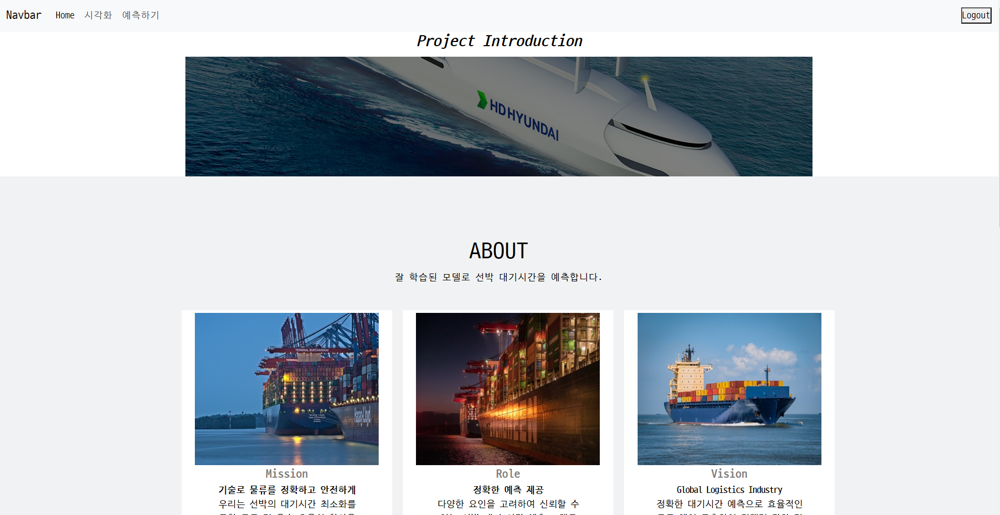 Navbar Home 시각화 예측하기 Logout
Project Introduction
HD HYUNDAI
ABOUT
잘 학습된 모델로 선박 대기시간을 예측합니다.
TERMINAL BURCHARDKAI
TERMINAL
Hapag-Lloyd
Mission
기술로 물류를 정확하고 안전하게
우리는 선박의 대기시간 최소화를
Role
정확한 예측 제공
다양한 요인을 고려하여 신뢰할 수
Vision
Global Logistics Industry
정확한 대기시간 예측으로 효율적인